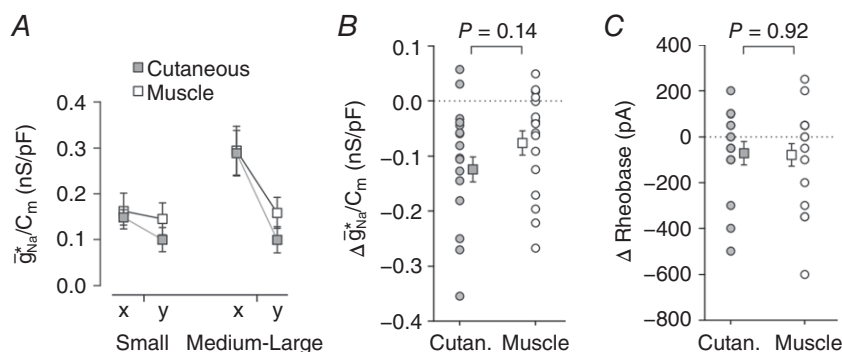 A
Cutaneous
Muscle
ḡ*Na/Cm (nS/pF)
0.4
0.3
0.2
0.1
0.0
x y x y
Small Medium-Large
B
P = 0.14
Δ ḡ*Na/Cm (nS/pF)
0.1
0.0
−0.1
−0.2
−0.3
−0.4
Cutan. Muscle
C
P = 0.92
Δ Rheobase (pA)
400
200
0
−200
−400
−600
−800
Cutan. Muscle